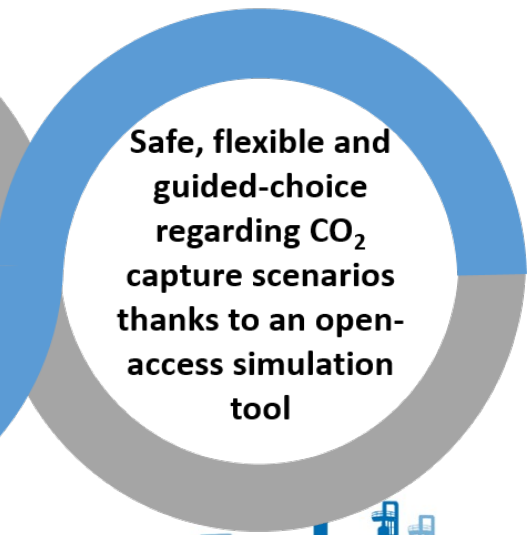 Safe, flexible and
guided-choice
regarding CO₂
capture scenarios
thanks to an open-
access simulation
tool